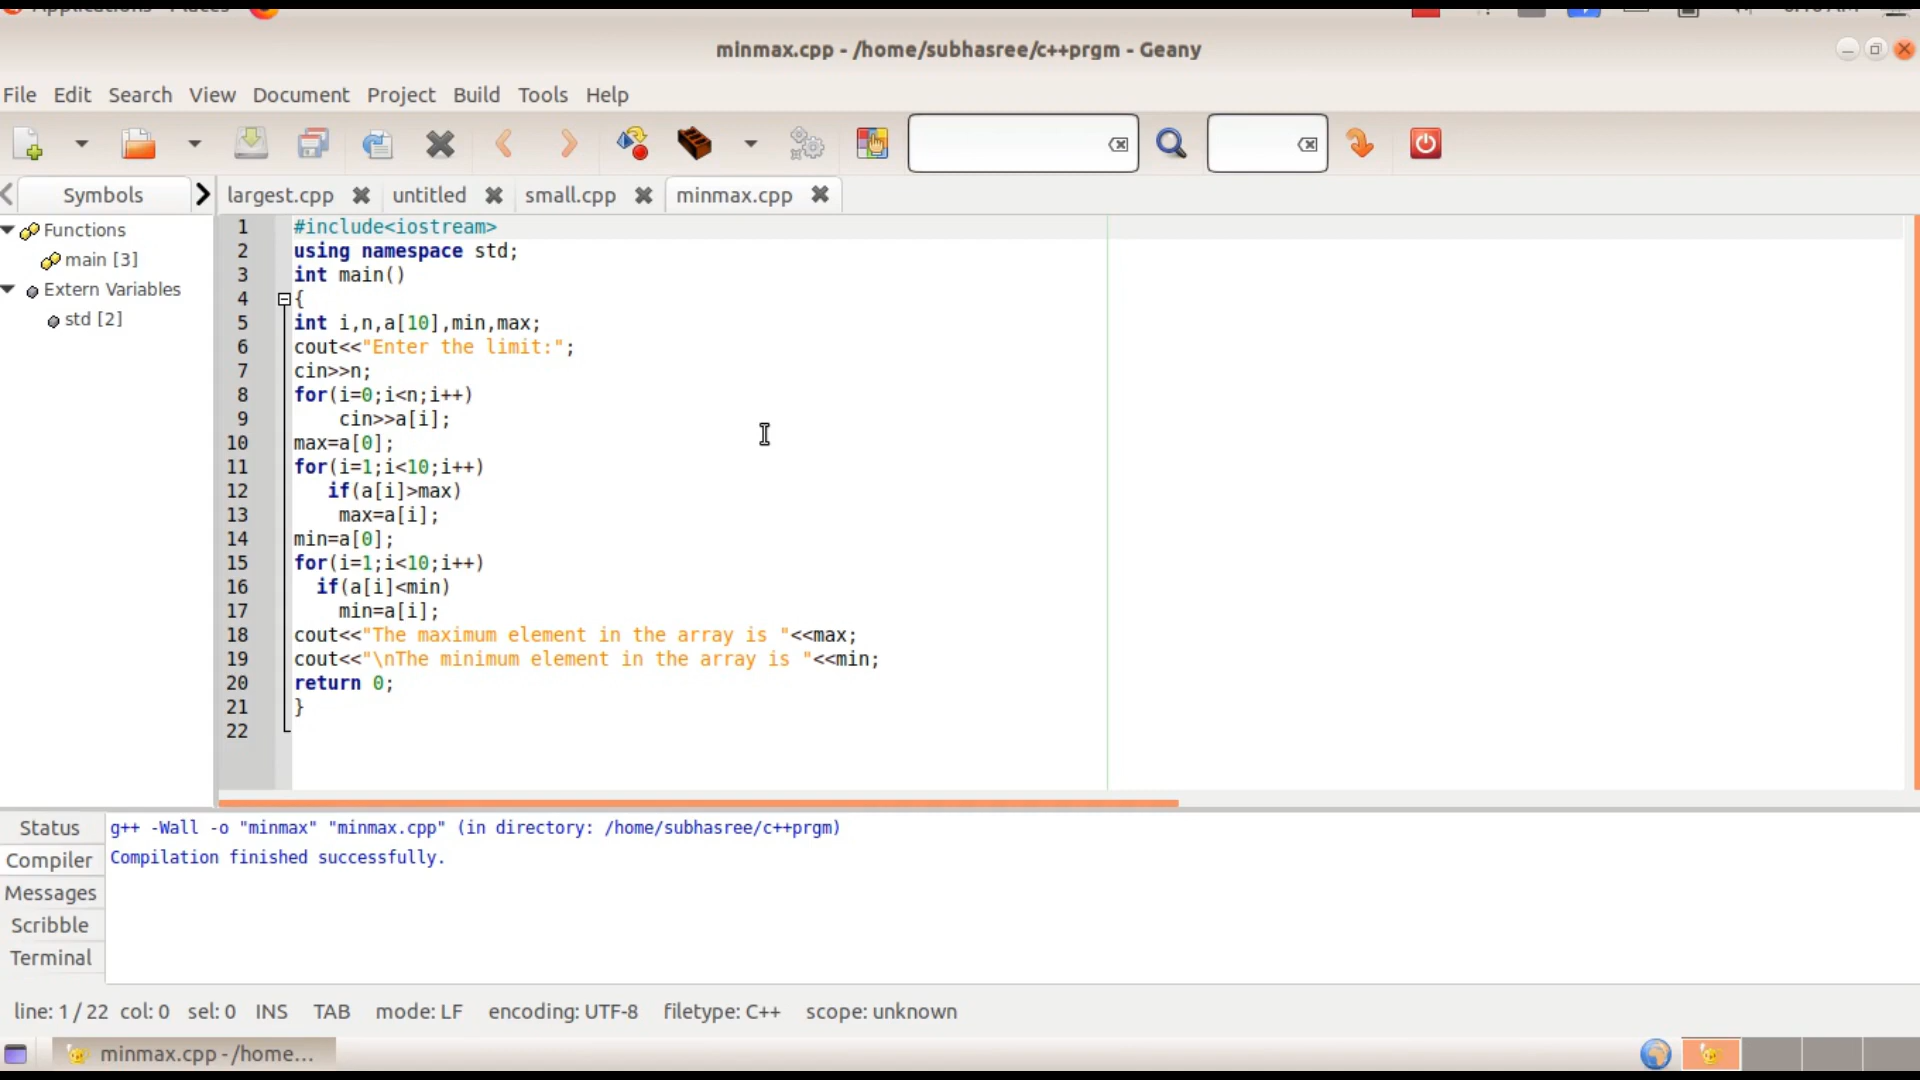 Applications Places
minmax.cpp - /home/subhasree/c++prgm - Geany
File Edit Search View Document Project Build Tools Help
Symbols largest.cpp untitled small.cpp minmax.cpp
Functions
main [3]
Extern Variables
std [2]
1 #include<iostream>
2 using namespace std;
3 int main()
4 {
5 int i,n,a[10],min,max;
6 cout<<"Enter the limit:";
7 cin>>n;
8 for(i=0;i<n;i++)
9 cin>>a[i];
10 max=a[0];
11 for(i=1;i<10;i++)
12 if(a[i]>max)
13 max=a[i];
14 min=a[0];
15 for(i=1;i<10;i++)
16 if(a[i]<min)
17 min=a[i];
18 cout<<"The maximum element in the array is "<<max;
19 cout<<"\nThe minimum element in the array is "<<min;
20 return 0;
21 }
22
Status
Compiler
Messages
Scribble
Terminal
g++ -Wall -o "minmax" "minmax.cpp" (in directory: /home/subhasree/c++prgm)
Compilation finished successfully.
line: 1 / 22 col: 0 sel: 0 INS TAB mode: LF encoding: UTF-8 filetype: C++ scope: unknown
minmax.cpp - /home...